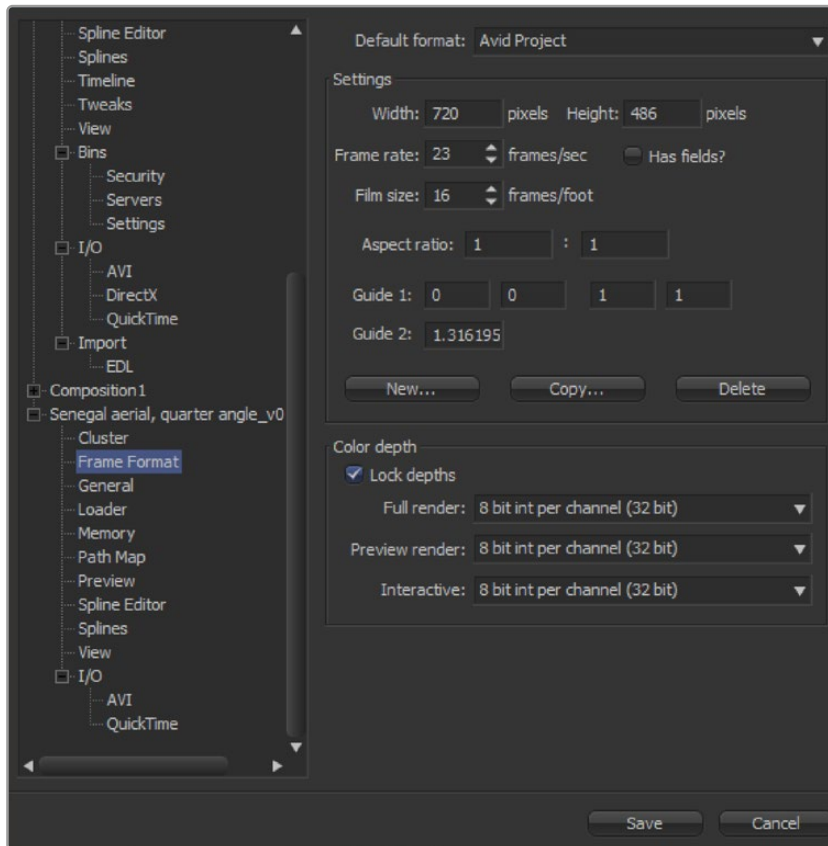 Spline Editor
Splines
Timeline
Tweaks
View
Bins
Security
Servers
Settings
I/O
AVI
DirectX
QuickTime
Import
EDL
Composition1
Senegal aerial, quarter angle_v0
Cluster
Frame Format
General
Loader
Memory
Path Map
Preview
Spline Editor
Splines
View
I/O
AVI
QuickTime
Default format: Avid Project
Settings
Width: 720 pixels Height: 486 pixels
Frame rate: 23 frames/sec Has fields?
Film size: 16 frames/foot
Aspect ratio: 1 : 1
Guide 1: 0 0 1 1
Guide 2: 1.316195
New... Copy... Delete
Color depth
Lock depths
Full render: 8 bit int per channel (32 bit)
Preview render: 8 bit int per channel (32 bit)
Interactive: 8 bit int per channel (32 bit)
Save Cancel